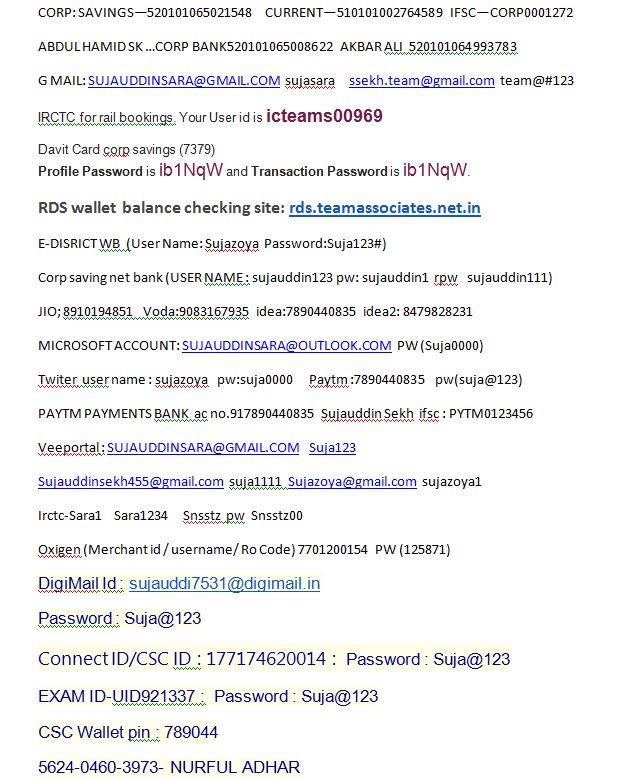 CORP: SAVINGS—520101065021548 CURRENT—510101002764589 IFSC—CORP0001272
ABDUL HAMID SK ...CORP BANK520101065008622 AKBAR ALI 520101064993783
G MAIL: SUJAUDDINSARA@GMAIL.COM sujasara ssekh.team@gmail.com team@#123
IRCTC for rail bookings. Your User id is icteams00969
Davit Card corp savings (7379)
Profile Password is ib1NqW and Transaction Password is ib1NqW.
RDS wallet balance checking site: rds.teamassociates.net.in
E-DISRICT WB (User Name: Sujazoya Password:Suja123#)
Corp saving net bank (USER NAME : sujauddin123 pw: sujauddin1 rpw sujauddin111)
JIO; 8910194851 Voda:9083167935 idea:7890440835 idea2: 8479828231
MICROSOFT ACCOUNT: SUJAUDDINSARA@OUTLOOK.COM PW (Suja0000)
Twiter user name : sujazoya pw:suja0000 Paytm :7890440835 pw(suja@123)
PAYTM PAYMENTS BANK ac no.917890440835 Sujauddin Sekh ifsc : PYTM0123456
Veeportal: SUJAUDDINSARA@GMAIL.COM Suja123
Sujauddinsekh455@gmail.com suja1111 Sujazoya@gmail.com sujazoya1
Irctc-Sara1 Sara1234 Snsstz pw Snsstz00
Oxigen (Merchant id / username/ Ro Code) 7701200154 PW (125871)
DigiMail Id : sujauddi7531@digimail.in
Password : Suja@123
Connect ID/CSC ID : 177174620014 : Password : Suja@123
EXAM ID-UID921337 : Password : Suja@123
CSC Wallet pin : 789044
5624-0460-3973- NURFUL ADHAR